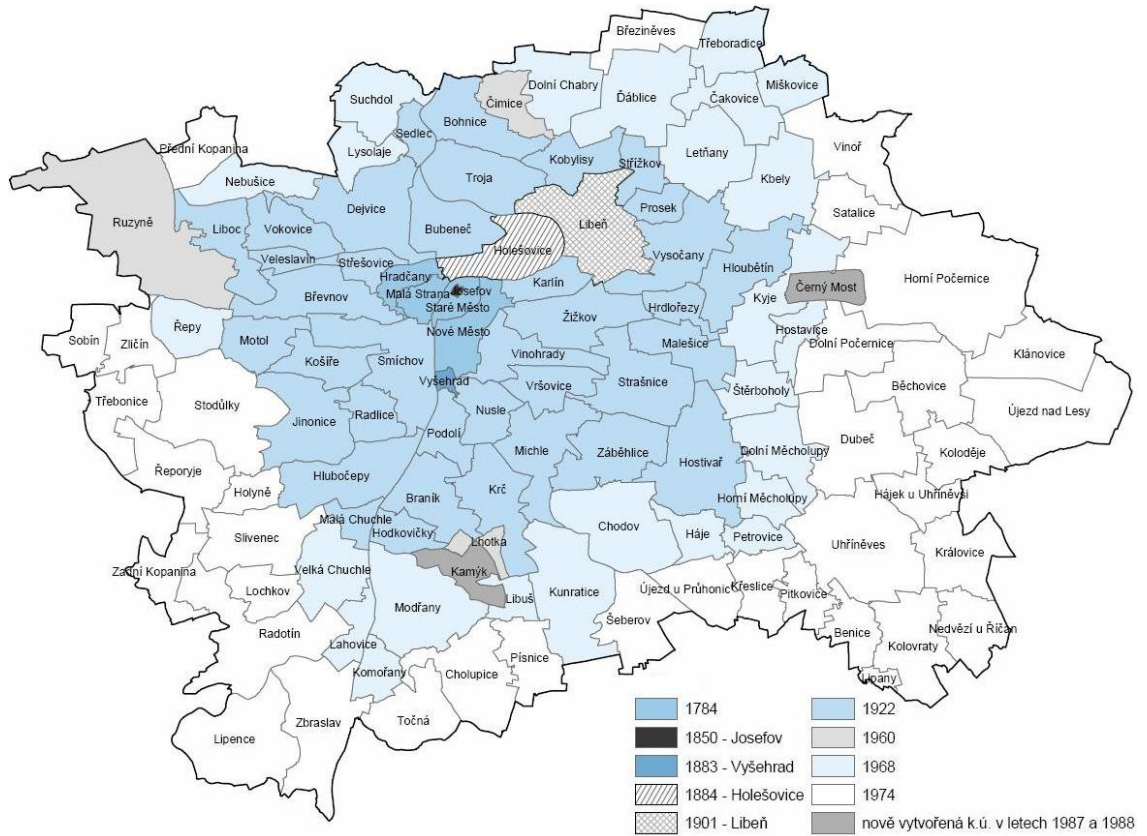 Březiněves
Třeboradice
Dolní Chabry
Ďáblice
Čakovice
Miškovice
Suchdol
Čimice
Bohnice
Sedlec
Vinoř
Přední Kopanina
Lysolaje
Letňany
Kobylisy
Střížkov
Kbely
Nebušice
Troja
Dejvice
Prosek
Satalice
Ruzyně
Liboc
Vokovice
Bubeneč
Libeň
Holešovice
Vysočany
Hloubětín
Veleslavín
Střešovice
Hradčany
Horní Počernice
Břevnov
Malá Strana
Josefov
Karlín
Černý Most
Staré Město
Hrdlořezy
Kyje
Řepy
Nové Město
Žižkov
Hostavice
Sobín
Zličín
Motol
Malešice
Dolní Počernice
Košíře
Smíchov
Vinohrady
Klánovice
Vyšehrad
Vršovice
Strašnice
Štěrboholy
Běchovice
Třebonice
Stodůlky
Újezd nad Lesy
Jinonice
Radlice
Nusle
Podolí
Michle
Dubeč
Záběhlice
Hostivař
Dolní Měcholupy
Koloděje
Řeporyje
Hlubočepy
Holyně
Braník
Krč
Horní Měcholupy
Hájek u Uhříněvsi
Malá Chuchle
Hodkovičky
Chodov
Háje
Petrovice
Slivenec
Lhotka
Uhříněves
Královice
Zadní Kopanina
Velká Chuchle
Kamýk
Lochkov
Libuš
Kunratice
Újezd u Průhonic
Křeslice
Pitkovice
Modřany
Šeberov
Radotín
Benice
Nedvězí u Říčan
Lahovice
Kolovraty
Písnice
Komořany
Cholupice
Lipany
Točná
Zbraslav
Lipence
1784
1850 - Josefov
1883 - Vyšehrad
1884 - Holešovice
1901 - Libeň
1922
1960
1968
1974
nově vytvořená k.ú. v letech 1987 a 1988